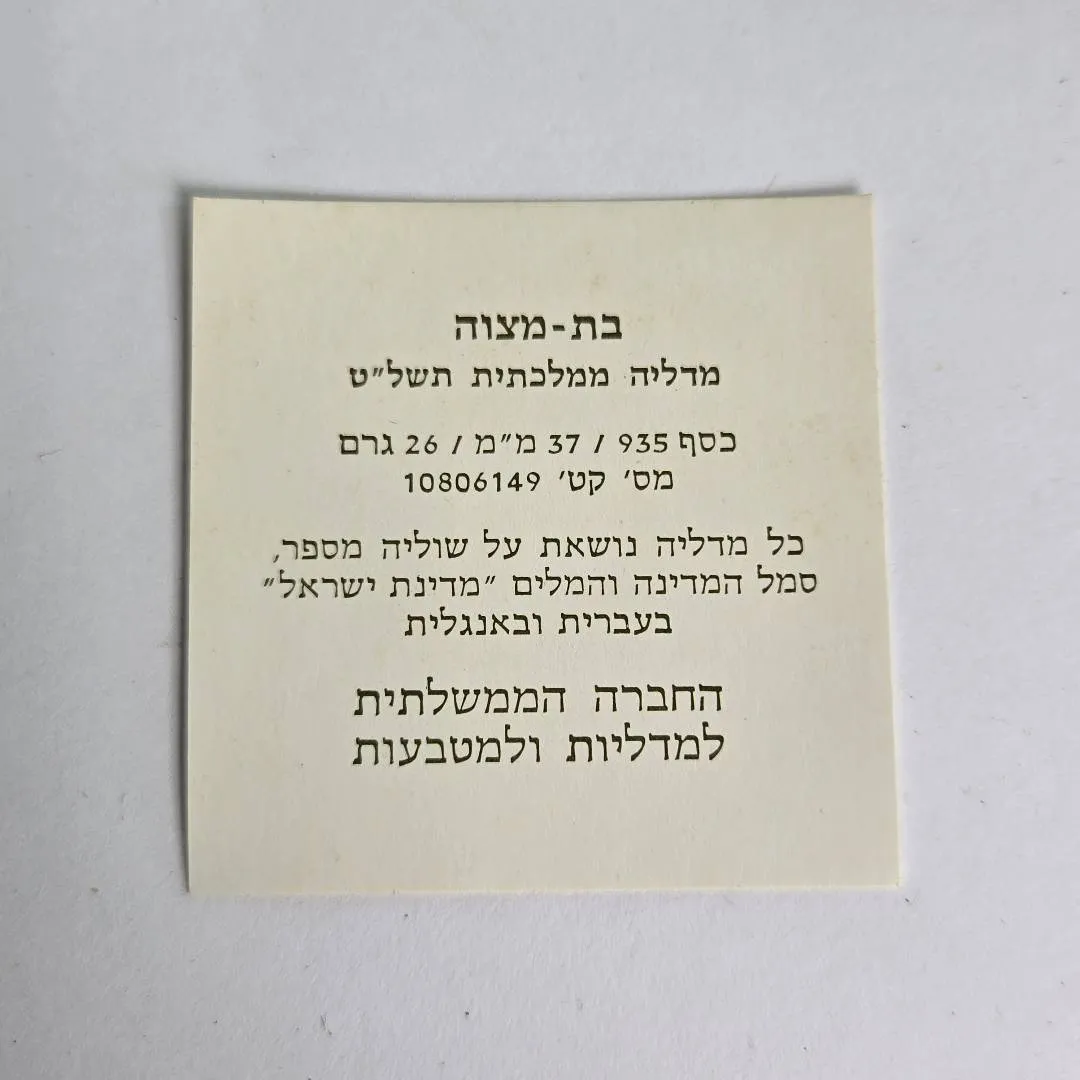 בת-מצוה
מדליה ממלכתית תשל״ט
כסף 935 / 37 מ״מ / 26 גרם
מס׳ קט׳ 10806149
כל מדליה נושאת על שוליה מספר,
סמל המדינה והמלים ״מדינת ישראל״
בעברית ובאנגלית
החברה הממשלתית
למדליות ולמטבעות